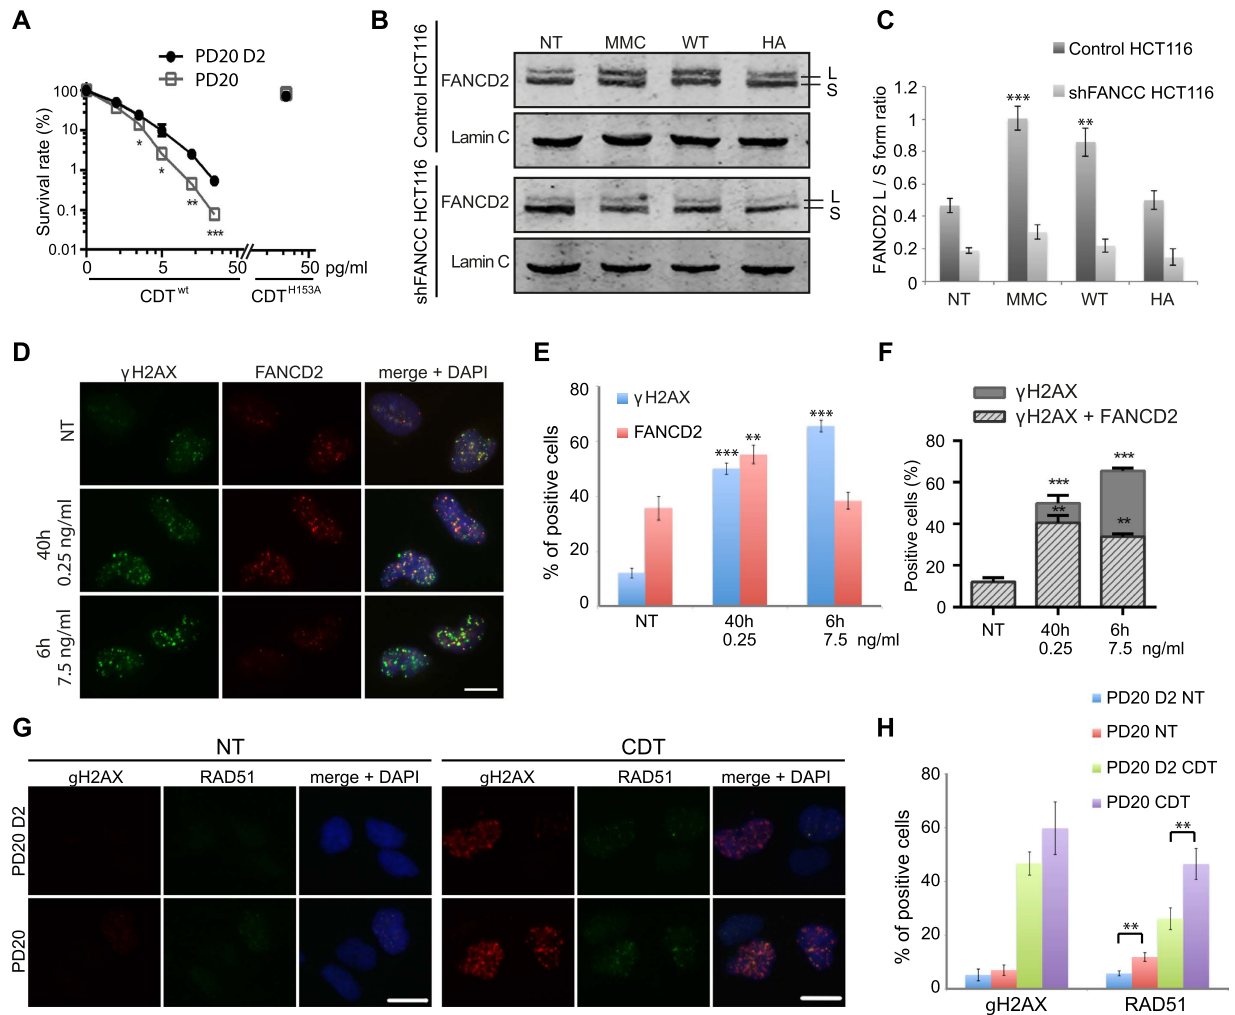 A
PD20 D2
PD20
Survival rate (%)
100
10
1
0.1
0.01
*
*
**
***
0 5 50 50 pg/ml
CDT wt CDT H153A
B
Control HCT116
shFANCC HCT116
NT MMC WT HA
FANCD2 L
S
Lamin C
FANCD2 L
S
Lamin C
C
Control HCT116
shFANCC HCT116
FANCD2 L / S form ratio
1.2
1
0.8
0.6
0.4
0.2
0
***
**
NT MMC WT HA
D
γ H2AX FANCD2 merge + DAPI
NT
40h
0.25 ng/ml
6h
7.5 ng/ml
E
γ H2AX
FANCD2
% of positive cells
80
60
40
20
0
*** ** ***
NT 40h 6h
0.25 7.5 ng/ml
F
γ H2AX
γ H2AX + FANCD2
Positive cells (%)
80
60
40
20
0
*** ***
** **
NT 40h 6h
0.25 7.5 ng/ml
G
NT CDT
gH2AX RAD51 merge + DAPI gH2AX RAD51 merge + DAPI
PD20 D2
PD20
H
PD20 D2 NT
PD20 NT
PD20 D2 CDT
PD20 CDT
% of positive cells
80
60
40
20
0
**
**
gH2AX RAD51